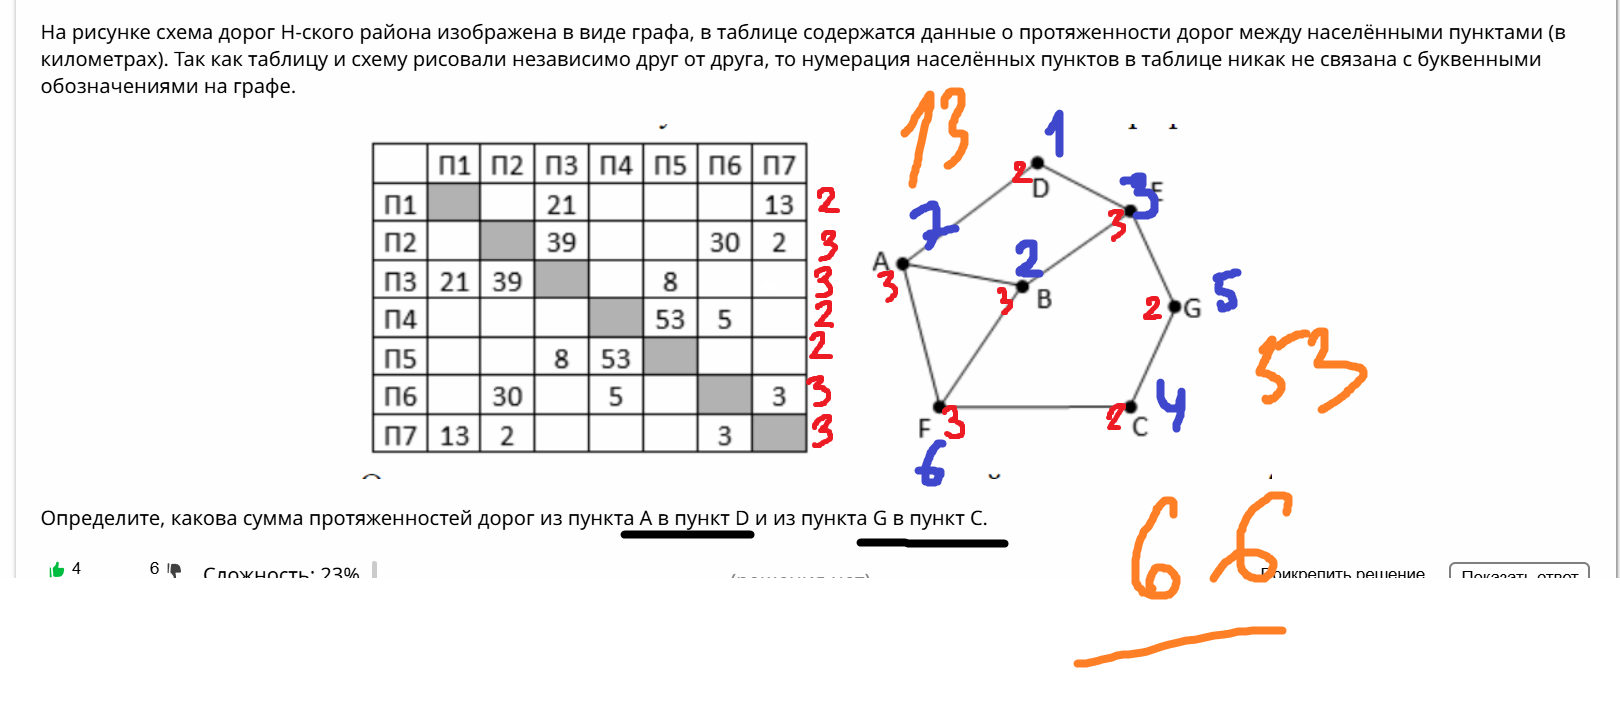 На рисунке схема дорог Н-ского района изображена в виде графа, в таблице содержатся данные о протяженности дорог между населёнными пунктами (в
километрах). Так как таблицу и схему рисовали независимо друг от друга, то нумерация населённых пунктов в таблице никак не связана с буквенными
обозначениями на графе.
П1 П2 П3 П4 П5 П6 П7
П1 21 13 2
П2 39 30 2 3
П3 21 39 8 3
П4 53 5 2
П5 8 53 2
П6 30 5 3 3
П7 13 2 3 3
13
1
2 D
3 E
3
7
A
3
2
3 B
2 G 5
53
F 3
6
2 C 4
Определите, какова сумма протяженностей дорог из пункта A в пункт D и из пункта G в пункт C.
66
4 6 Сложность: 23% (решения нет) Прикрепить решение Показать ответ